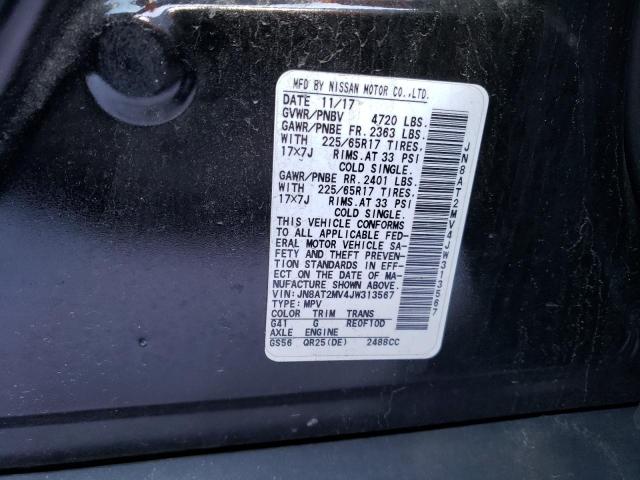 MFD BY NISSAN MOTOR CO.,LTD.
DATE 11/17
GVWR/PNBV 4720 LBS.
GAWR/PNBE FR. 2363 LBS.
WITH 225/65R17 TIRES,
17×7J RIMS.AT 33 PSI
COLD SINGLE.
GAWR/PNBE RR. 2401 LBS.
WITH 225/65R17 TIRES,
17×7J RIMS.AT 33 PSI
COLD SINGLE.
THIS VEHICLE CONFORMS
TO ALL APPLICABLE FED-
ERAL MOTOR VEHICLE SA-
FETY AND THEFT PREVEN-
TION STANDARDS IN EFF-
ECT ON THE DATE OF MA-
NUFACTURE SHOWN ABOVE.
VIN:JN8AT2MV4JW313567
TYPE:MPV
COLOR TRIM TRANS
G41 G RE0F10D
AXLE ENGINE
GS56 QR25(DE) 2488CC
JN8AT2MV4JW313567